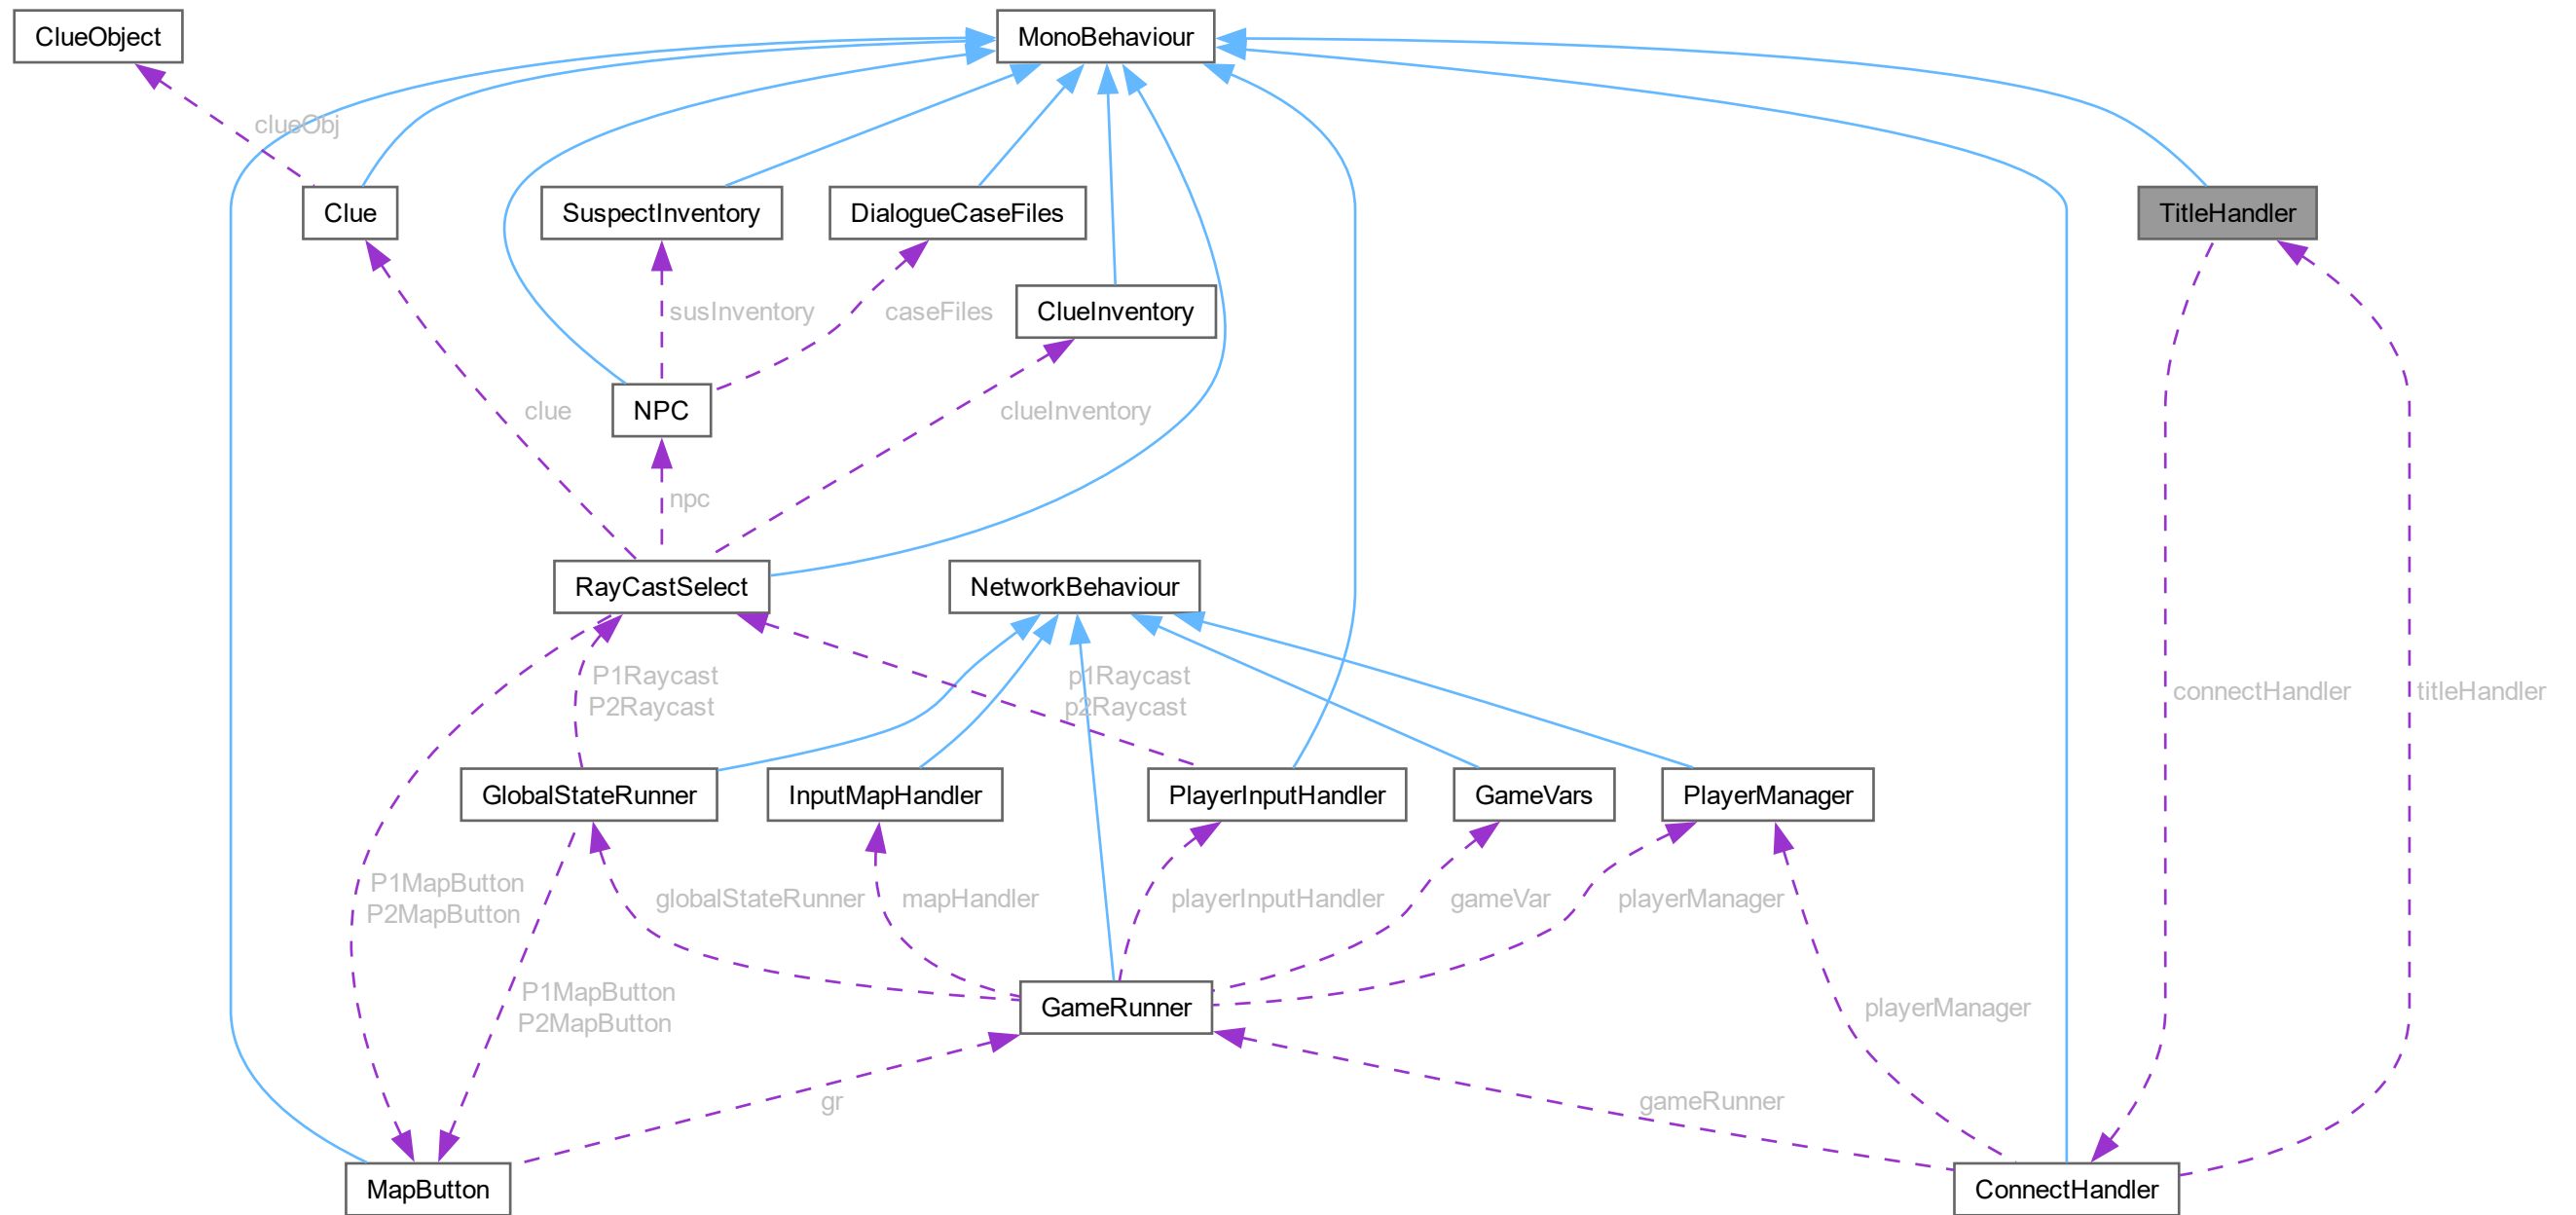 ClueObject
MonoBehaviour
clueObj
Clue
SuspectInventory
DialogueCaseFiles
TitleHandler
susInventory
caseFiles
ClueInventory
NPC
clue
clueInventory
npc
RayCastSelect
NetworkBehaviour
P1Raycast
P2Raycast
p1Raycast
p2Raycast
connectHandler
titleHandler
GlobalStateRunner
InputMapHandler
PlayerInputHandler
GameVars
PlayerManager
P1MapButton
P2MapButton
globalStateRunner
mapHandler
playerInputHandler
gameVar
playerManager
P1MapButton
P2MapButton
GameRunner
playerManager
gr
gameRunner
MapButton
ConnectHandler